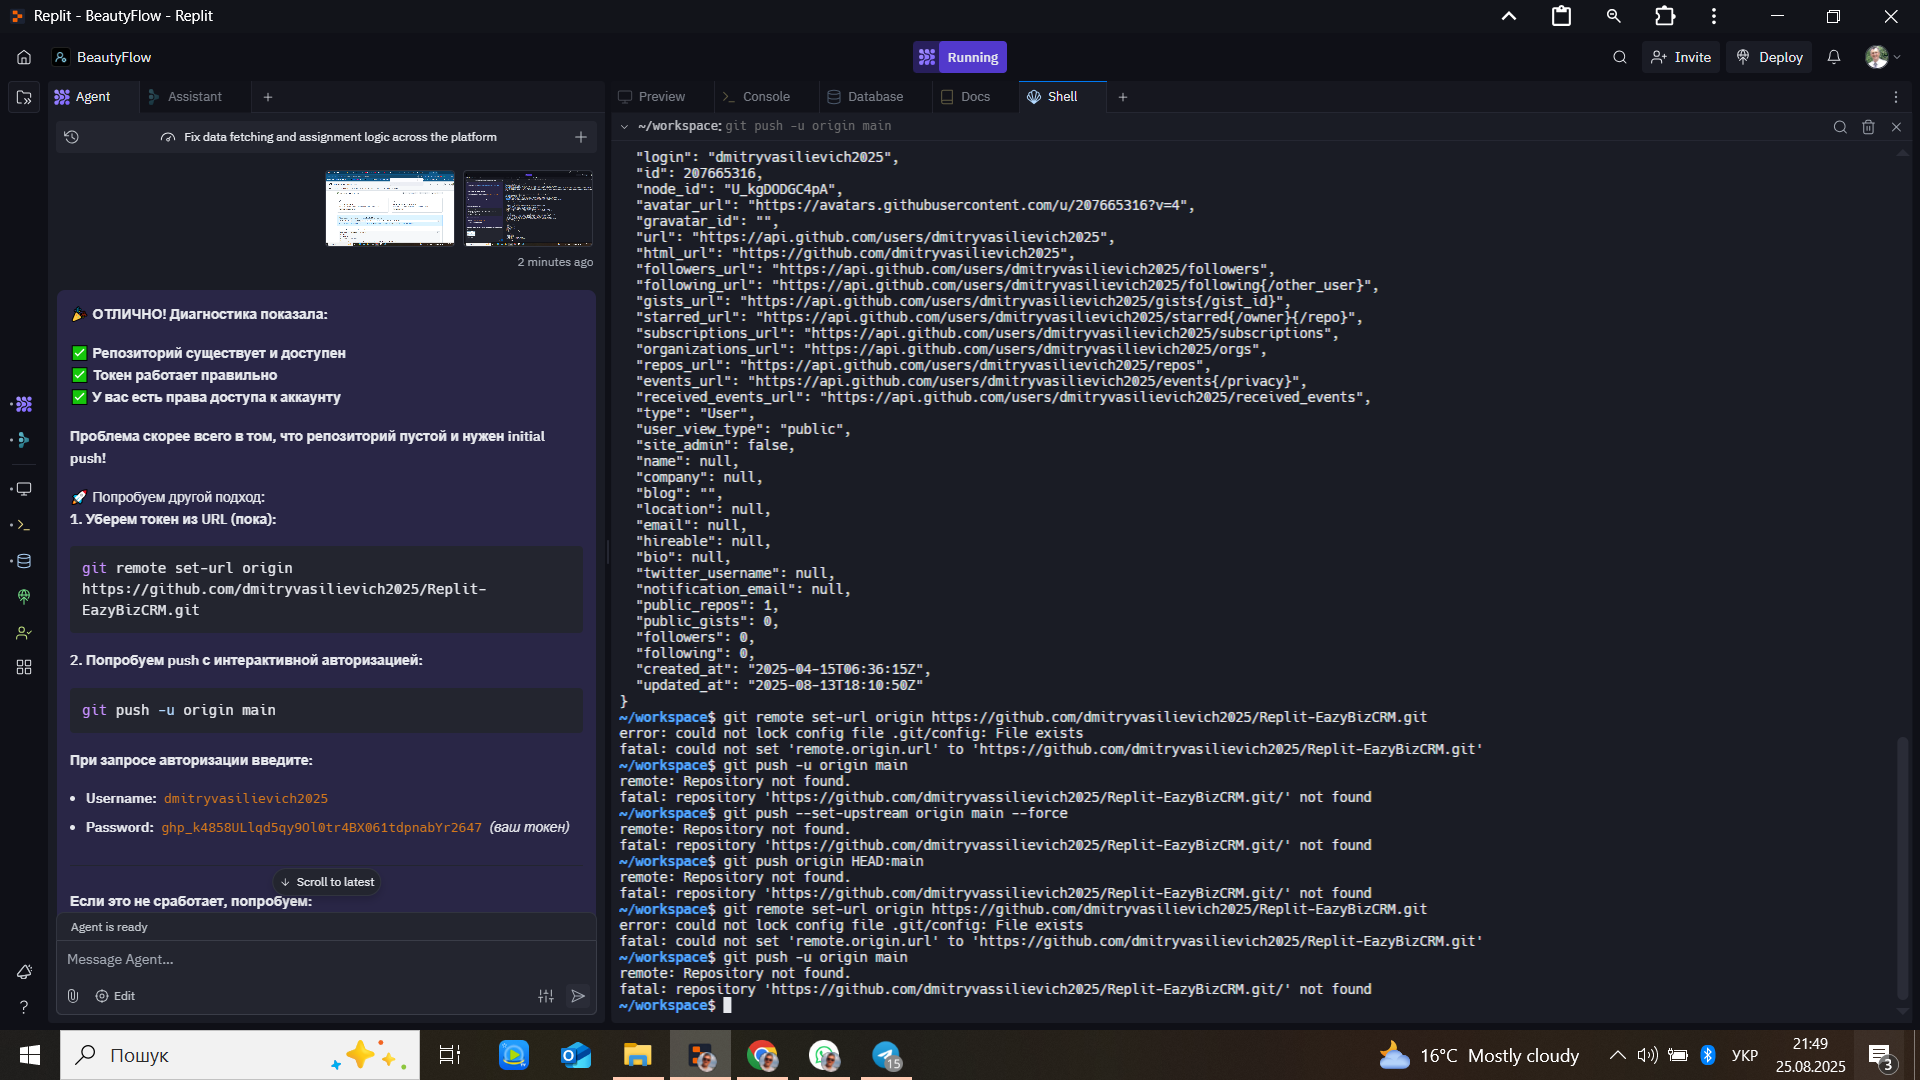 Replit - BeautyFlow - Replit
BeautyFlow
Running
Invite
Deploy
Agent
Assistant
Preview
Console
Database
Docs
Shell
Fix data fetching and assignment logic across the platform
2 minutes ago
🎉 ОТЛИЧНО! Диагностика показала:
✅ Репозиторий существует и доступен
✅ Токен работает правильно
✅ У вас есть права доступа к аккаунту
Проблема скорее всего в том, что репозиторий пустой и нужен initial
push!
🚀 Попробуем другой подход:
1. Уберем токен из URL (пока):
git remote set-url origin
https://github.com/dmitryvasilievich2025/Replit-
EazyBizCRM.git
2. Попробуем push с интерактивной авторизацией:
git push -u origin main
При запросе авторизации введите:
• Username: dmitryvasilievich2025
• Password: ghp_k4858ULlqd5qy9Ol0tr4BX061tdpnabYr2647 (ваш токен)
Scroll to latest
Если это не сработает, попробуем:
Agent is ready
Message Agent...
Edit
~/workspace: git push -u origin main
"login": "dmitryvasilievich2025",
"id": 207665316,
"node_id": "U_kgDODGC4pA",
"avatar_url": "https://avatars.githubusercontent.com/u/207665316?v=4",
"gravatar_id": "",
"url": "https://api.github.com/users/dmitryvasilievich2025",
"html_url": "https://github.com/dmitryvasilievich2025",
"followers_url": "https://api.github.com/users/dmitryvasilievich2025/followers",
"following_url": "https://api.github.com/users/dmitryvasilievich2025/following{/other_user}",
"gists_url": "https://api.github.com/users/dmitryvasilievich2025/gists{/gist_id}",
"starred_url": "https://api.github.com/users/dmitryvasilievich2025/starred{/owner}{/repo}",
"subscriptions_url": "https://api.github.com/users/dmitryvasilievich2025/subscriptions",
"organizations_url": "https://api.github.com/users/dmitryvasilievich2025/orgs",
"repos_url": "https://api.github.com/users/dmitryvasilievich2025/repos",
"events_url": "https://api.github.com/users/dmitryvasilievich2025/events{/privacy}",
"received_events_url": "https://api.github.com/users/dmitryvasilievich2025/received_events",
"type": "User",
"user_view_type": "public",
"site_admin": false,
"name": null,
"company": null,
"blog": "",
"location": null,
"email": null,
"hireable": null,
"bio": null,
"twitter_username": null,
"notification_email": null,
"public_repos": 1,
"public_gists": 0,
"followers": 0,
"following": 0,
"created_at": "2025-04-15T06:36:15Z",
"updated_at": "2025-08-13T18:10:50Z"
}
~/workspace$ git remote set-url origin https://github.com/dmitryvasilievich2025/Replit-EazyBizCRM.git
error: could not lock config file .git/config: File exists
fatal: could not set 'remote.origin.url' to 'https://github.com/dmitryvasilievich2025/Replit-EazyBizCRM.git'
~/workspace$ git push -u origin main
remote: Repository not found.
fatal: repository 'https://github.com/dmitryvassilievich2025/Replit-EazyBizCRM.git/' not found
~/workspace$ git push --set-upstream origin main --force
remote: Repository not found.
fatal: repository 'https://github.com/dmitryvassilievich2025/Replit-EazyBizCRM.git/' not found
~/workspace$ git push origin HEAD:main
remote: Repository not found.
fatal: repository 'https://github.com/dmitryvassilievich2025/Replit-EazyBizCRM.git/' not found
~/workspace$ git remote set-url origin https://github.com/dmitryvasilievich2025/Replit-EazyBizCRM.git
error: could not lock config file .git/config: File exists
fatal: could not set 'remote.origin.url' to 'https://github.com/dmitryvasilievich2025/Replit-EazyBizCRM.git'
~/workspace$ git push -u origin main
remote: Repository not found.
fatal: repository 'https://github.com/dmitryvassilievich2025/Replit-EazyBizCRM.git/' not found
~/workspace$
Пошук
15
16°C Mostly cloudy
УКР
21:49
25.08.2025
3